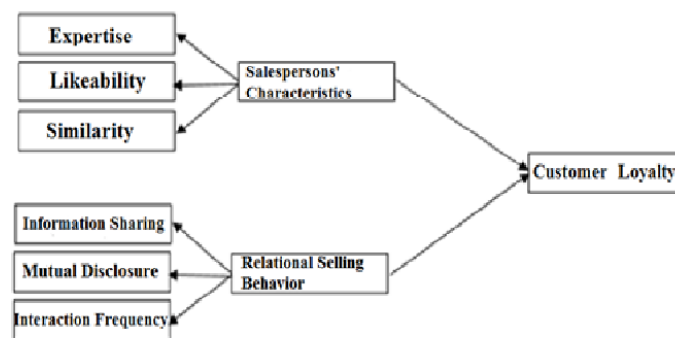 Expertise
Likeability
Similarity
Salespersons'
Characteristics
Customer Loyalty
Information Sharing
Mutual Disclosure
Interaction Frequency
Relational Selling
Behavior